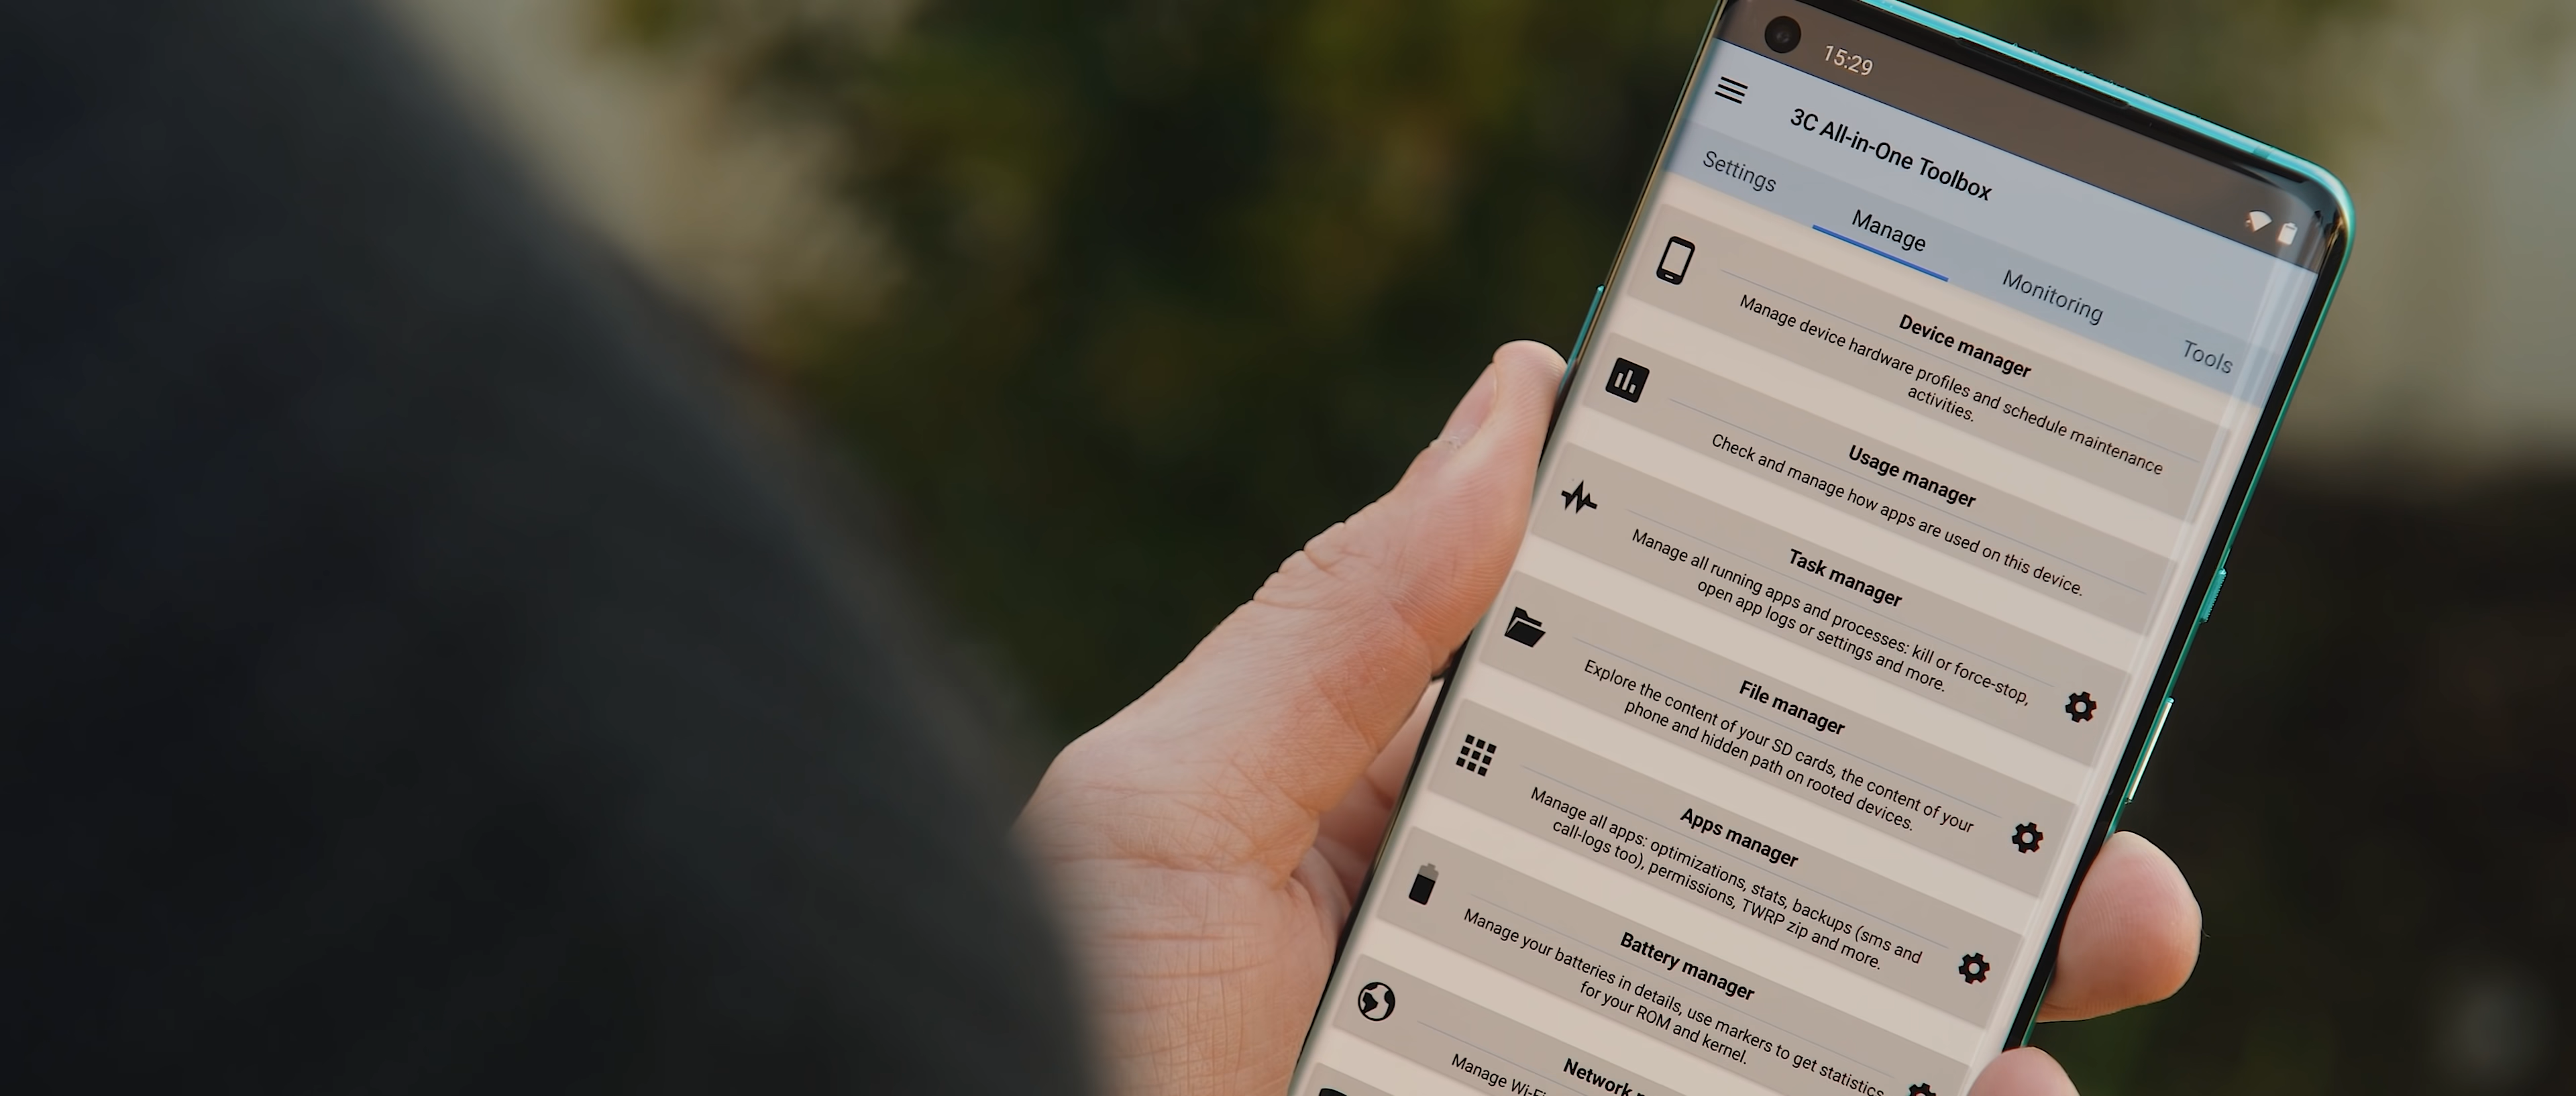 15:29
3C All-in-One Toolbox
Settings
Manage
Monitoring
Tools
Device manager
Manage device hardware profiles and schedule maintenance
activities.
Usage manager
Check and manage how apps are used on this device.
Task manager
Manage all running apps and processes: kill or force-stop,
open app logs or settings and more.
File manager
Explore the content of your SD cards, the content of your
phone and hidden path on rooted devices.
Apps manager
Manage all apps: optimizations, stats, backups (sms and
call-logs too), permissions, TWRP zip and more.
Battery manager
Manage your batteries in details, use markers to get statistics
for your ROM and kernel.
Network
Manage